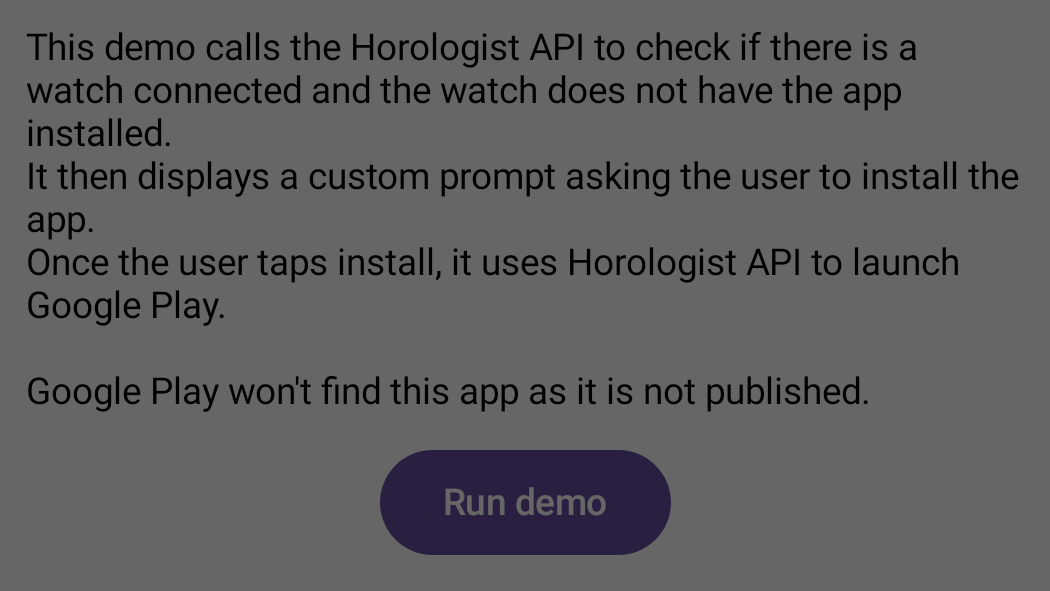 This demo calls the Horologist API to check if there is a
watch connected and the watch does not have the app
installed.
It then displays a custom prompt asking the user to install the
app.
Once the user taps install, it uses Horologist API to launch
Google Play.
Google Play won't find this app as it is not published.
Run demo